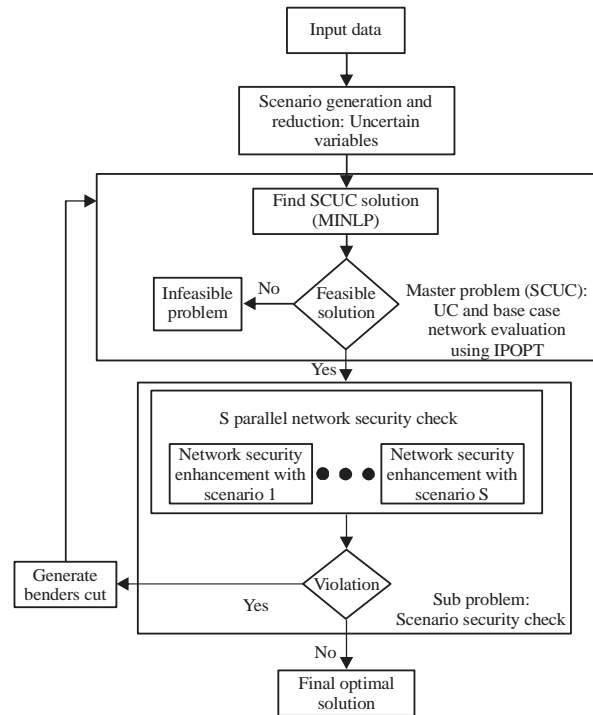 Input data
Scenario generation and
reduction: Uncertain
variables
Find SCUC solution
(MINLP)
No
Infeasible
problem
Feasible
solution
Master problem (SCUC):
UC and base case
network evaluation
using IPOPT
Yes
S parallel network security check
Network security
enhancement with
scenario 1
Network security
enhancement with
scenario S
Generate
benders cut
Violation
Yes
Sub problem:
Scenario security check
No
Final optimal
solution